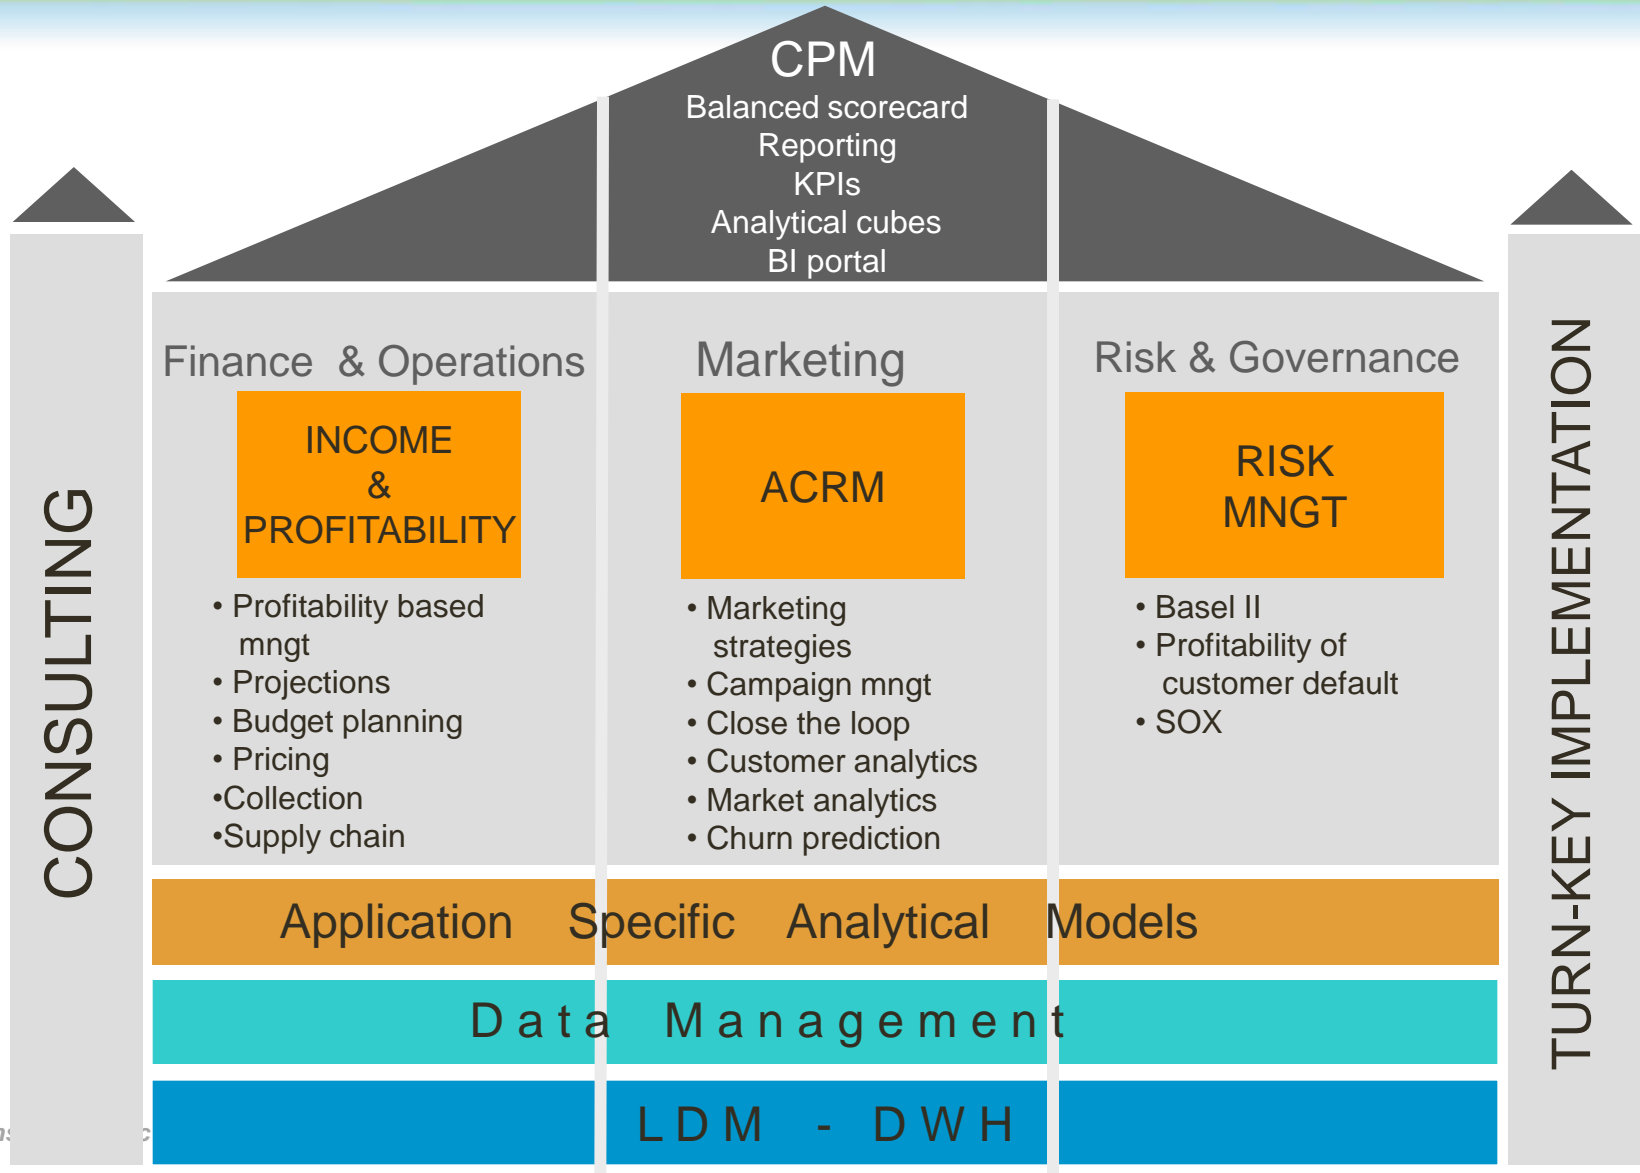 CPM
Balanced scorecard
Reporting
KPIs
Analytical cubes
BI portal
CONSULTING
Finance & Operations
INCOME
&
PROFITABILITY
• Profitability based
mngt
• Projections
• Budget planning
• Pricing
•Collection
•Supply chain
Marketing
ACRM
• Marketing
strategies
• Campaign mngt
• Close the loop
• Customer analytics
• Market analytics
• Churn prediction
Risk & Governance
RISK
MNGT
• Basel II
• Profitability of
customer default
• SOX
TURN-KEY IMPLEMENTATION
Application Specific Analytical Models
Data Management
LDM - DWH